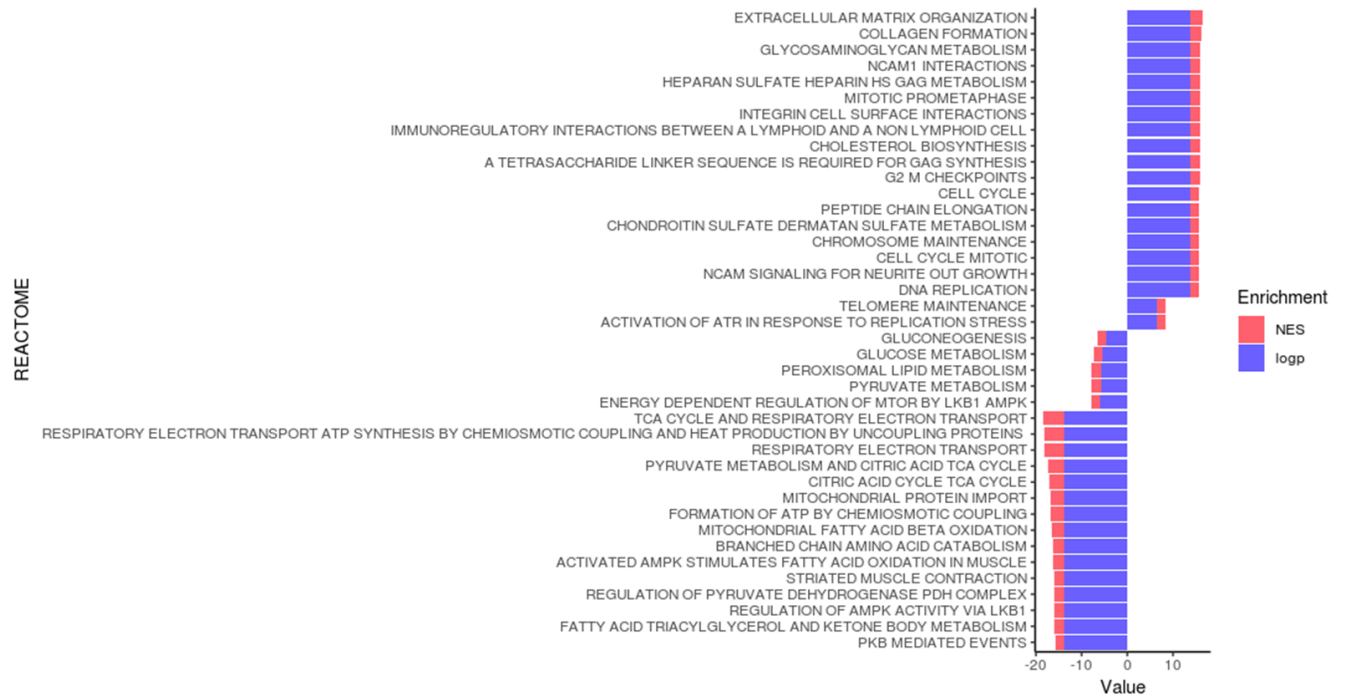 EXTRACELLULAR MATRIX ORGANIZATION
COLLAGEN FORMATION
GLYCOSAMINOGLYCAN METABOLISM
NCAM1 INTERACTIONS
HEPARAN SULFATE HEPARIN HS GAG METABOLISM
MITOTIC PROMETAPHASE
INTEGRIN CELL SURFACE INTERACTIONS
IMMUNOREGULATORY INTERACTIONS BETWEEN A LYMPHOID AND A NON LYMPHOID CELL
CHOLESTEROL BIOSYNTHESIS
A TETRASACCHARIDE LINKER SEQUENCE IS REQUIRED FOR GAG SYNTHESIS
G2 M CHECKPOINTS
CELL CYCLE
PEPTIDE CHAIN ELONGATION
CHONDROITIN SULFATE DERMATAN SULFATE METABOLISM
CHROMOSOME MAINTENANCE
CELL CYCLE MITOTIC
NCAM SIGNALING FOR NEURITE OUT GROWTH
DNA REPLICATION
TELOMERE MAINTENANCE
ACTIVATION OF ATR IN RESPONSE TO REPLICATION STRESS
GLUCONEOGENESIS
GLUCOSE METABOLISM
PEROXISOMAL LIPID METABOLISM
PYRUVATE METABOLISM
ENERGY DEPENDENT REGULATION OF MTOR BY LKB1 AMPK
TCA CYCLE AND RESPIRATORY ELECTRON TRANSPORT
RESPIRATORY ELECTRON TRANSPORT ATP SYNTHESIS BY CHEMIOSMOTIC COUPLING AND HEAT PRODUCTION BY UNCOUPLING PROTEINS
RESPIRATORY ELECTRON TRANSPORT
PYRUVATE METABOLISM AND CITRIC ACID TCA CYCLE
CITRIC ACID CYCLE TCA CYCLE
MITOCHONDRIAL PROTEIN IMPORT
FORMATION OF ATP BY CHEMIOSMOTIC COUPLING
MITOCHONDRIAL FATTY ACID BETA OXIDATION
BRANCHED CHAIN AMINO ACID CATABOLISM
ACTIVATED AMPK STIMULATES FATTY ACID OXIDATION IN MUSCLE
STRIATED MUSCLE CONTRACTION
REGULATION OF PYRUVATE DEHYDROGENASE PDH COMPLEX
REGULATION OF AMPK ACTIVITY VIA LKB1
FATTY ACID TRIACYLGLYCEROL AND KETONE BODY METABOLISM
PKB MEDIATED EVENTS
REACTOME
-20 -10 0 10
Value
Enrichment
NES
logp